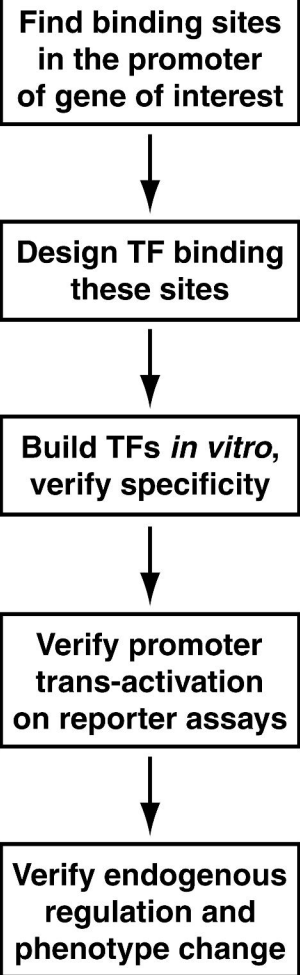 Find binding sites
in the promoter
of gene of interest
Design TF binding
these sites
Build TFs in vitro,
verify specificity
Verify promoter
trans-activation
on reporter assays
Verify endogenous
regulation and
phenotype change